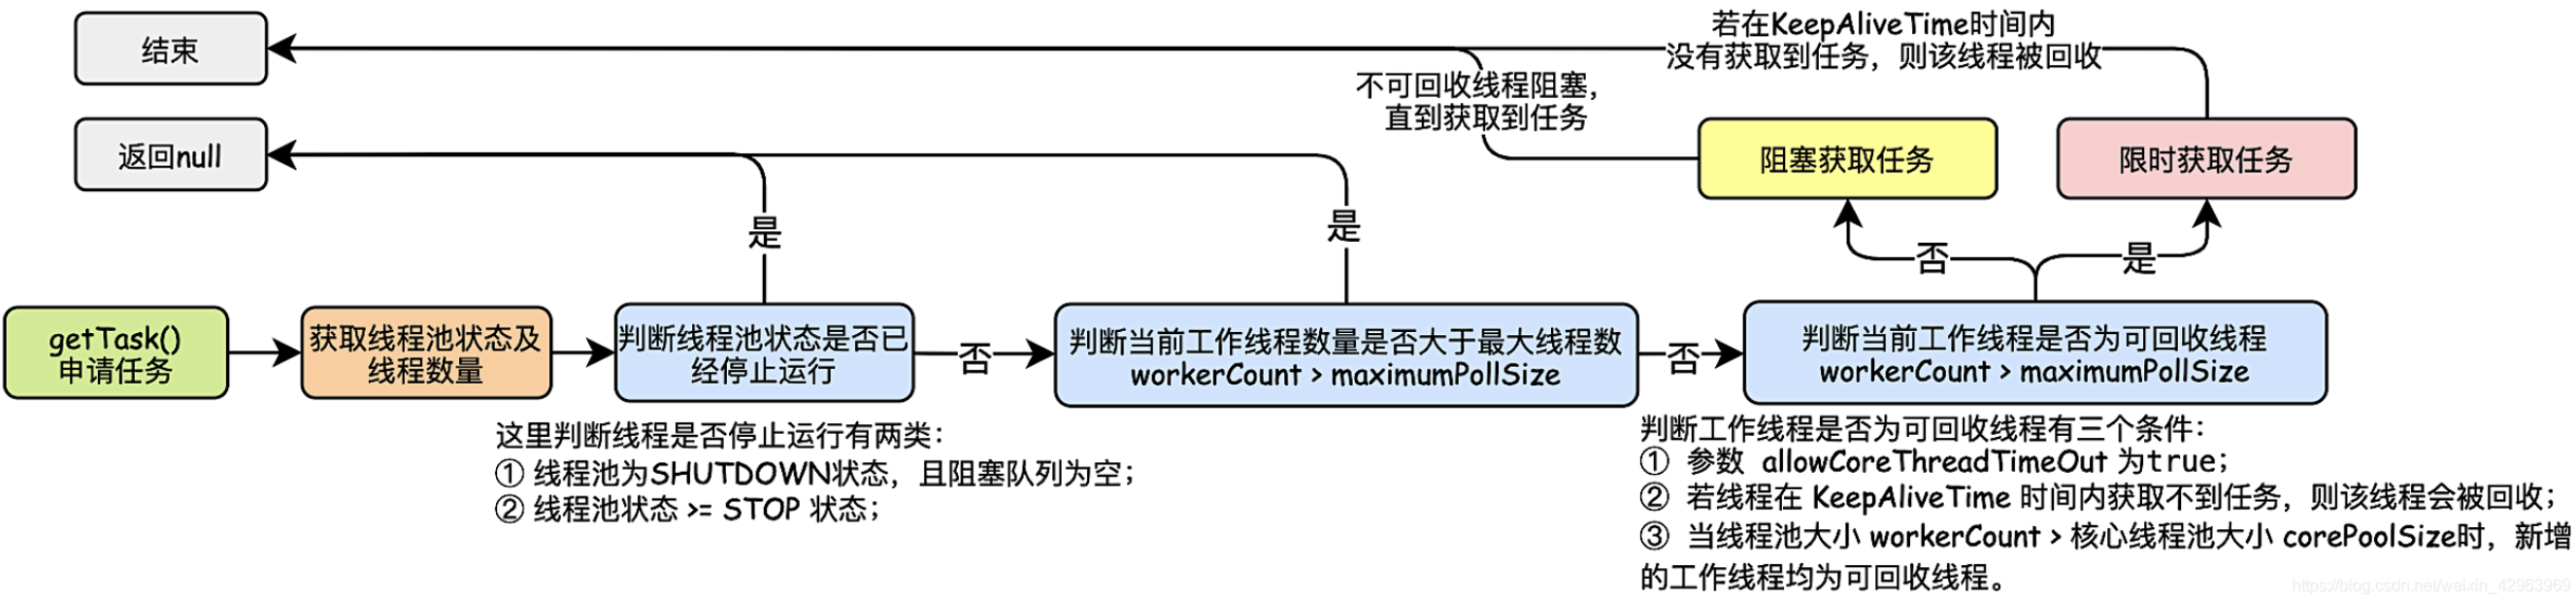 结束
若在KeepAliveTime时间内
没有获取到任务，则该线程被回收
不可回收线程阻塞，
直到获取到任务
返回null
阻塞获取任务
限时获取任务
是
是
否
是
getTask()
申请任务
获取线程池状态及
线程数量
判断线程池状态是否已
经停止运行
否
判断当前工作线程数量是否大于最大线程数
workerCount > maximumPollSize
否
判断当前工作线程是否为可回收线程
workerCount > maximumPollSize
这里判断线程是否停止运行有两类：
① 线程池为SHUTDOWN状态，且阻塞队列为空；
② 线程池状态 >= STOP 状态；
判断工作线程是否为可回收线程有三个条件：
① 参数 allowCoreThreadTimeOut 为true；
② 若线程在 KeepAliveTime 时间内获取不到任务，则该线程会被回收；
③ 当线程池大小 workerCount > 核心线程池大小 corePoolSize时，新增
的工作线程均为可回收线程。
https://blog.csdn.net/weixin_42963969